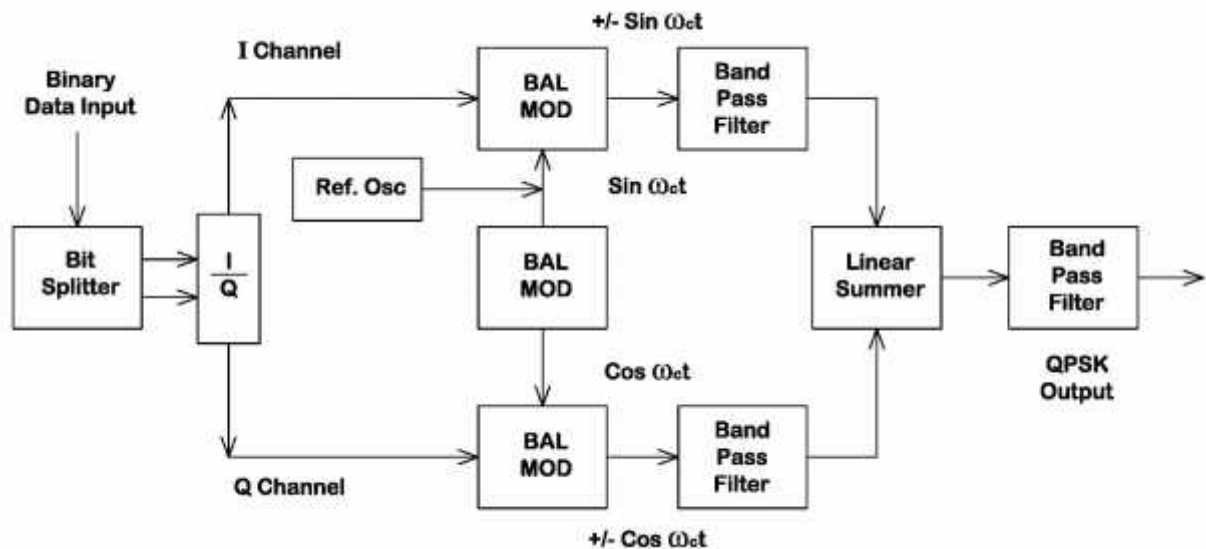 +/- Sin ωct
I Channel
Binary
Data Input
BAL
MOD
Band
Pass
Filter
Ref. Osc
Sin ωct
Bit
Splitter
I
Q
BAL
MOD
Linear
Summer
Band
Pass
Filter
Cos ωct
QPSK
Output
BAL
MOD
Band
Pass
Filter
Q Channel
+/- Cos ωct